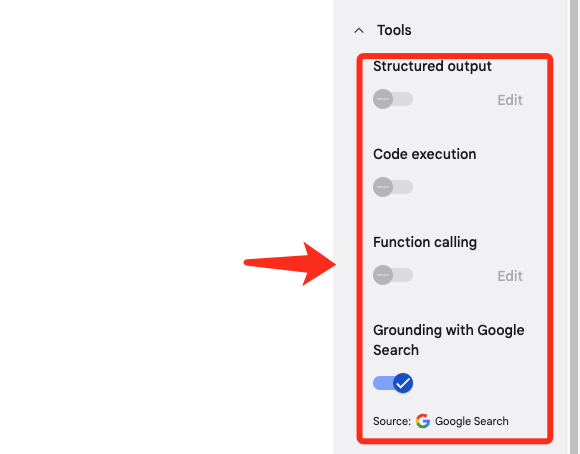 Tools
Structured output
Edit
Code execution
Function calling
Edit
Grounding with Google
Search
Source: Google Search